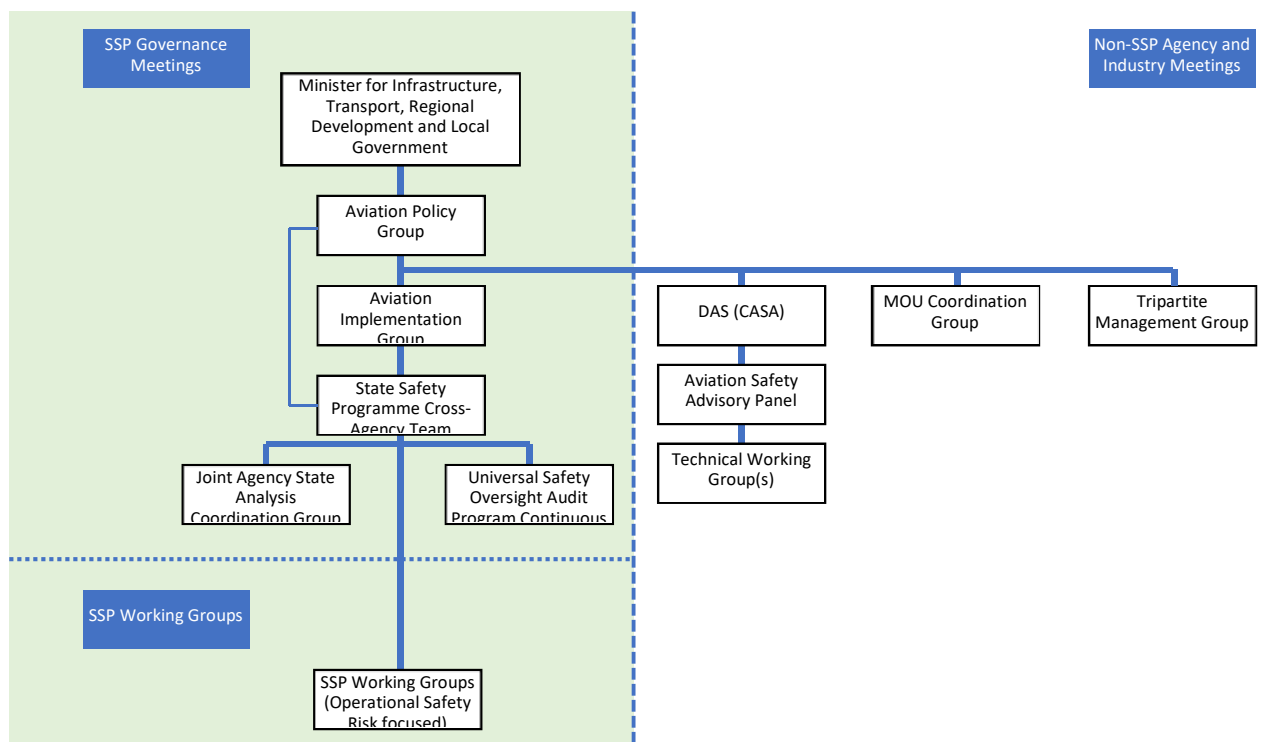 SSP Governance
Meetings
Non-SSP Agency and
Industry Meetings
Minister for Infrastructure,
Transport, Regional
Development and Local
Government
Aviation Policy
Group
Aviation
Implementation
Group
DAS (CASA)
MOU Coordination
Group
Tripartite
Management Group
State Safety
Programme Cross-
Agency Team
Aviation Safety
Advisory Panel
Joint Agency State
Analysis
Coordination Group
Universal Safety
Oversight Audit
Program Continuous
Technical Working
Group(s)
SSP Working Groups
SSP Working Groups
(Operational Safety
Risk focused)